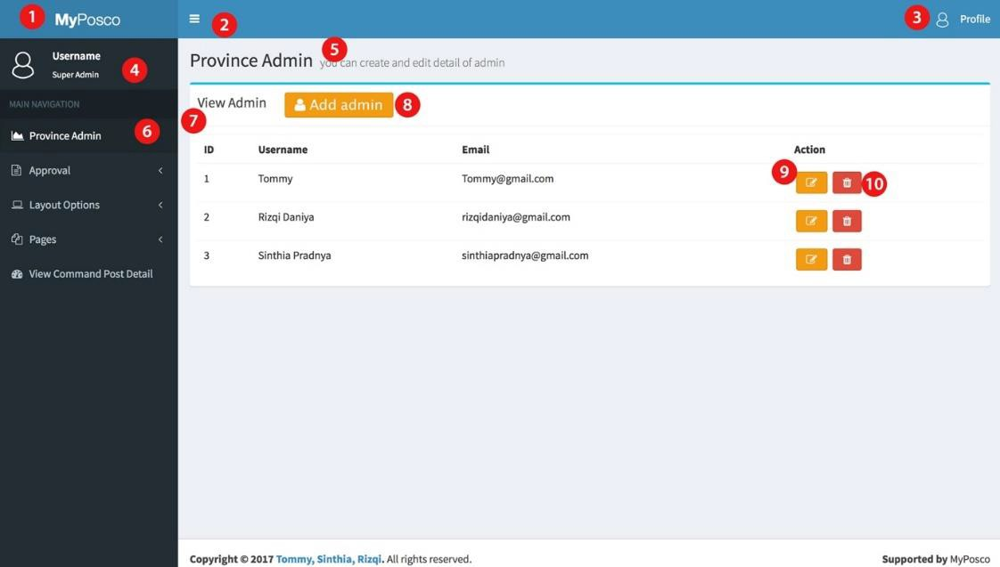 1 MyPosco 2 3 Profile
Username
Super Admin 4
MAIN NAVIGATION
Province Admin 6
Approval
Layout Options
Pages
View Command Post Detail
5
Province Admin you can create and edit detail of admin
View Admin Add admin 8
7
ID Username Email Action
1 Tommy Tommy@gmail.com 9 10
2 Rizqi Daniya rizqidaniya@gmail.com
3 Sinthia Pradnya sinthiapradnya@gmail.com
Copyright © 2017 Tommy, Sinthia, Rizqi. All rights reserved. Supported by MyPosco